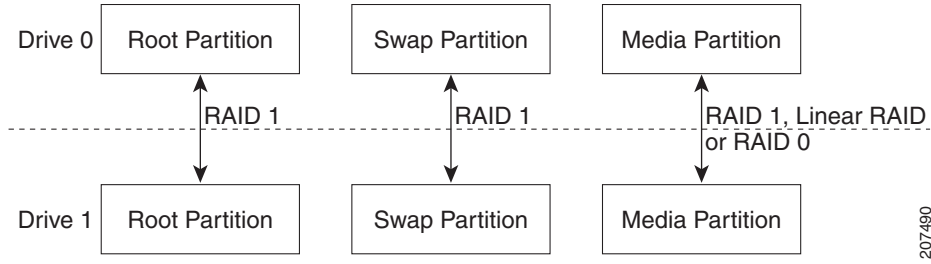 Drive 0
Root Partition
Swap Partition
Media Partition
RAID 1
RAID 1
RAID 1, Linear RAID
or RAID 0
Drive 1
Root Partition
Swap Partition
Media Partition
207490